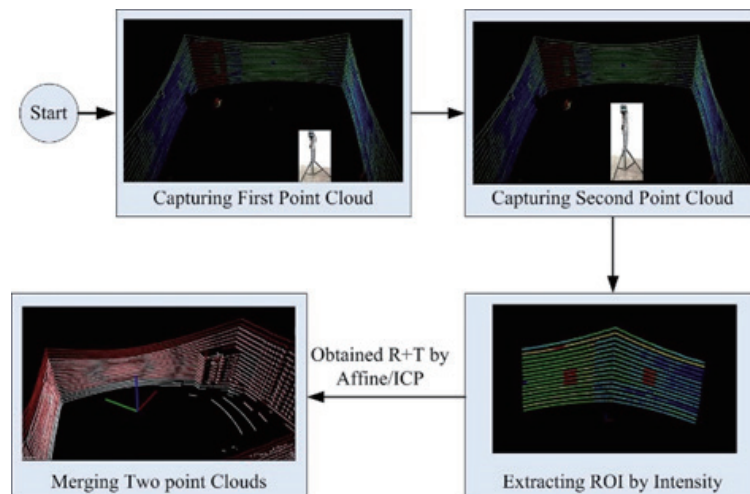 Start
Capturing First Point Cloud
Capturing Second Point Cloud
Extracting ROI by Intensity
Obtained R+T by
Affine/ICP
Merging Two point Clouds